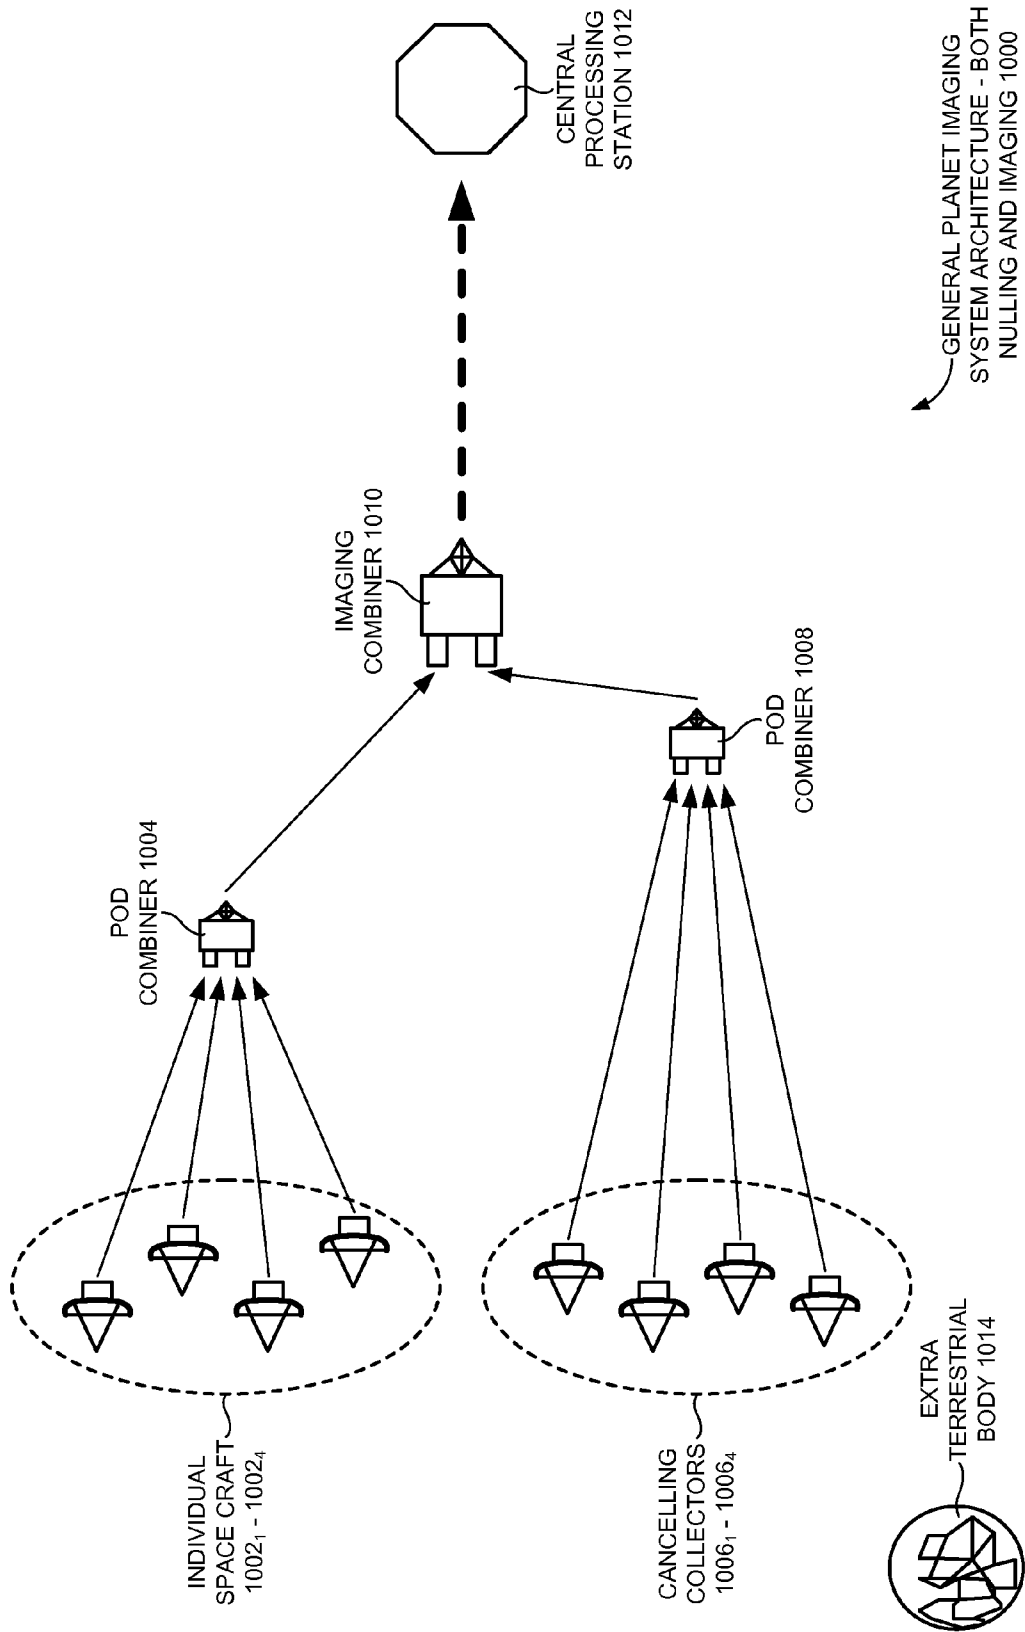 INDIVIDUAL
SPACE CRAFT
1002₁ - 1002₄
POD
COMBINER 1004
IMAGING
COMBINER 1010
CENTRAL
PROCESSING
STATION 1012
CANCELLING
COLLECTORS
1006₁ - 1006₄
POD
COMBINER 1008
EXTRA
TERRESTRIAL
BODY 1014
GENERAL PLANET IMAGING
SYSTEM ARCHITECTURE - BOTH
NULLING AND IMAGING 1000